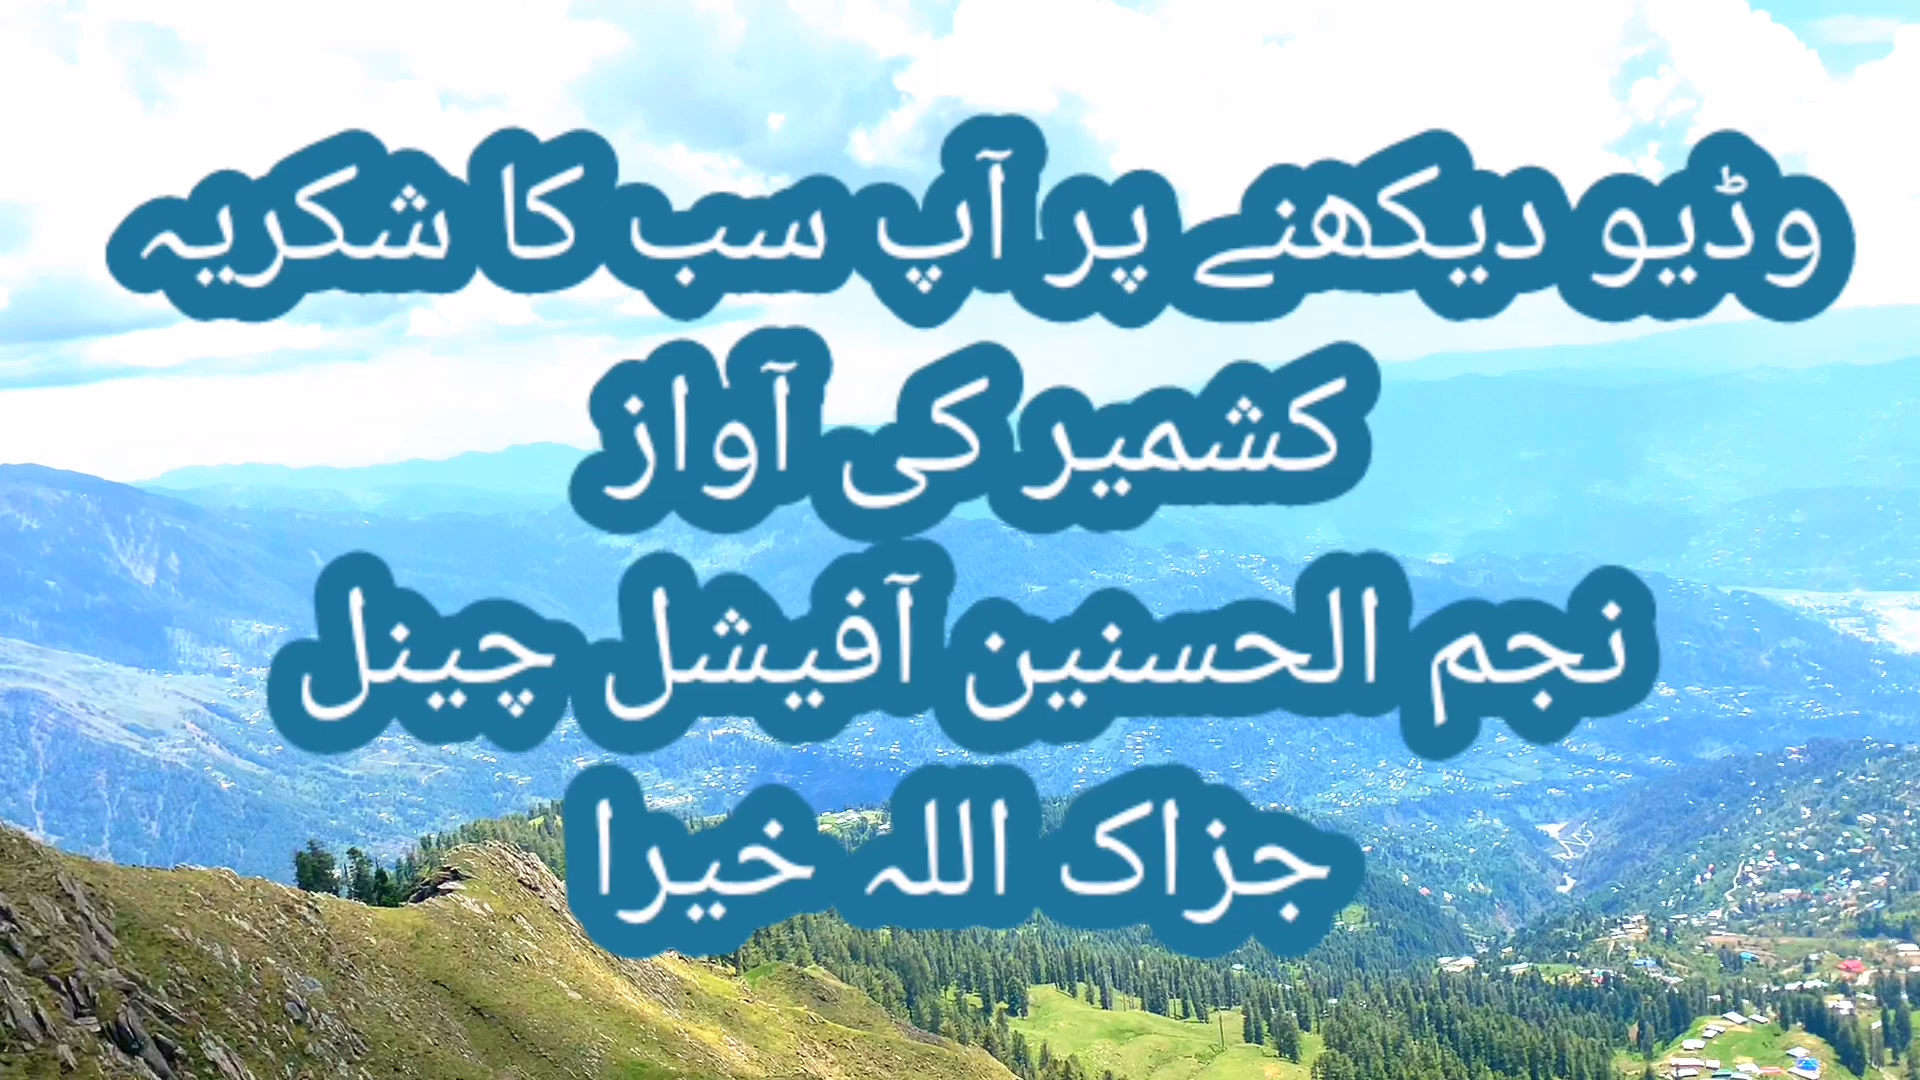 وڈیو دیکھنے پر آپ سب کا شکریہ
کشمیر کی آواز
نجم الحسنین آفیشل چینل
جزاک اللہ خیرا